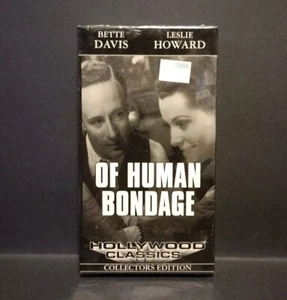 BETTE LESLIE
DAVIS HOWARD
OF HUMAN
BONDAGE
HOLLYWOOD
CLASSICS
COLLECTORS EDITION